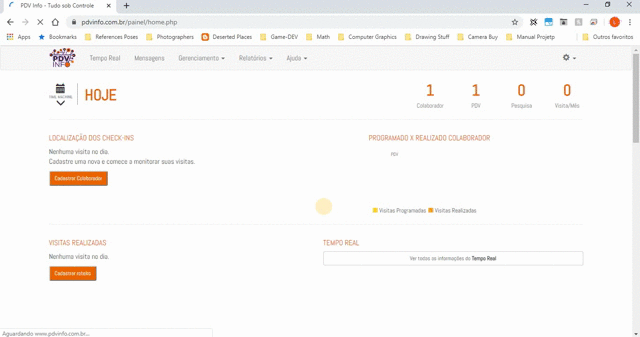 PDV Info - Tudo sob Controle
pdvinfo.com.br/painel/home.php
Apps Bookmarks References Poses Photographers Deserted Places Game-DEV Math Computer Graphics Drawing Stuff Camera Buy Manual Projetp Outros favoritos
PDV INFO Tempo Real Mensagens Gerenciamento Relatórios Ajuda
HOJE
1 1 0 0
Colaborador PDV Pesquisa Visita/Mês
LOCALIZAÇÃO DOS CHECK-INS
Nenhuma visita no dia.
Cadastre uma nova e comece a monitorar suas visitas.
Cadastrar Colaborador
PROGRAMADO X REALIZADO COLABORADOR
PDV
Visitas Programadas Visitas Realizadas
VISITAS REALIZADAS
Nenhuma visita no dia.
Cadastrar roteiro
TEMPO REAL
Ver todas as informações do Tempo Real
Aguardando www.pdvinfo.com.br...